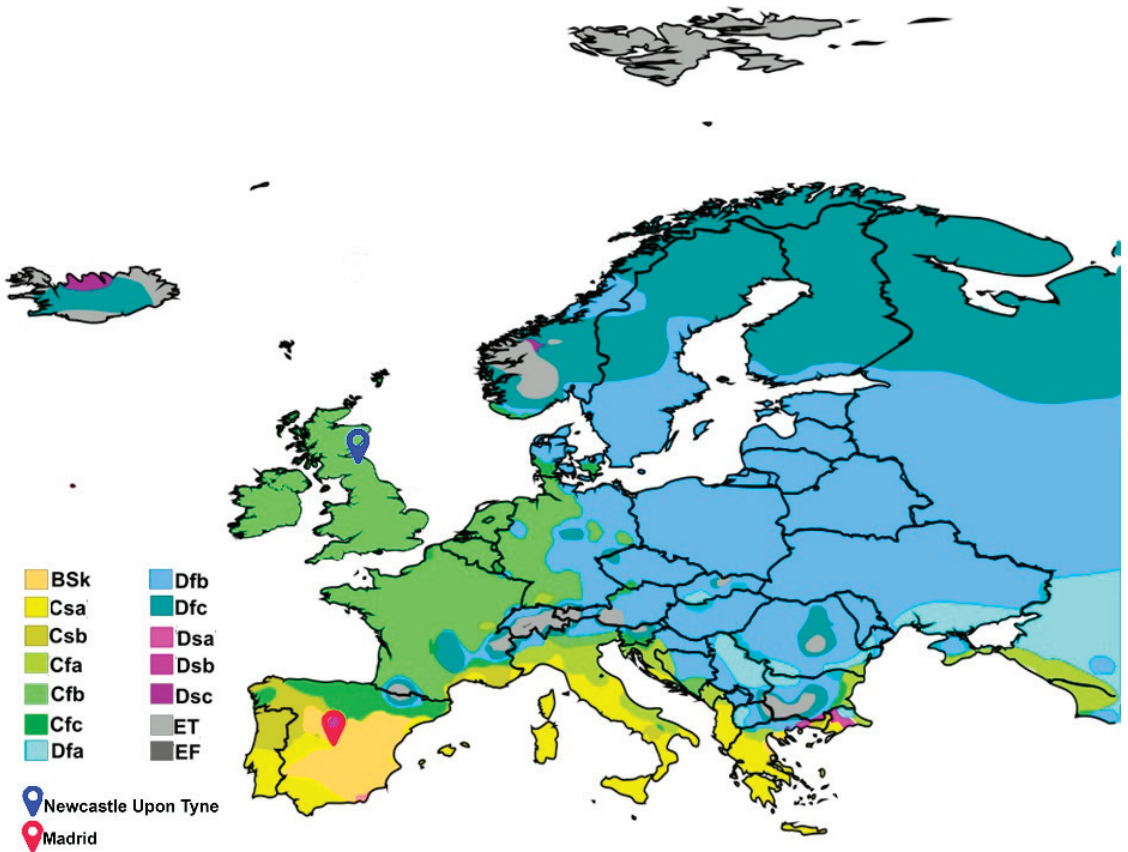 BSk
Csa
Csb
Cfa
Cfb
Cfc
Dfa
Dfb
Dfc
Dsa
Dsb
Dsc
ET
EF
Newcastle Upon Tyne
Madrid